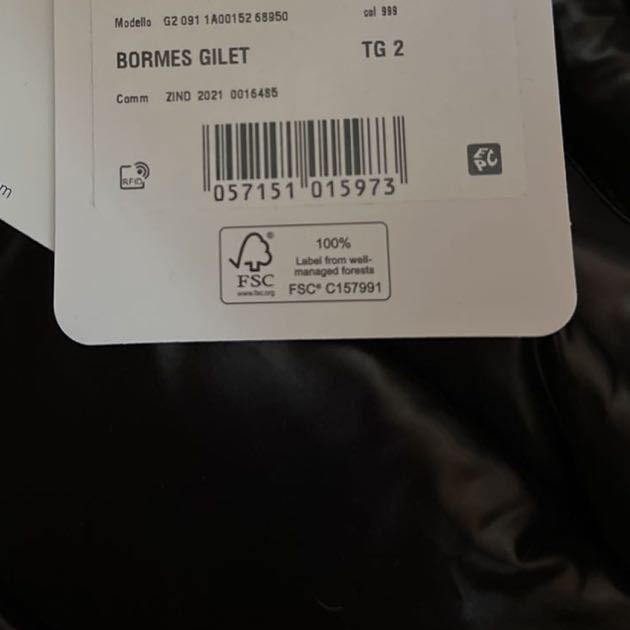 Modello G2 091 1A00152 68950 col 999
BORMES GILET TG 2
Comm ZIND 2021 0016485
RFID
EPC
057151 015973
FSC®
www.fsc.org
100%
Label from well-
managed forests
FSC® C157991
m